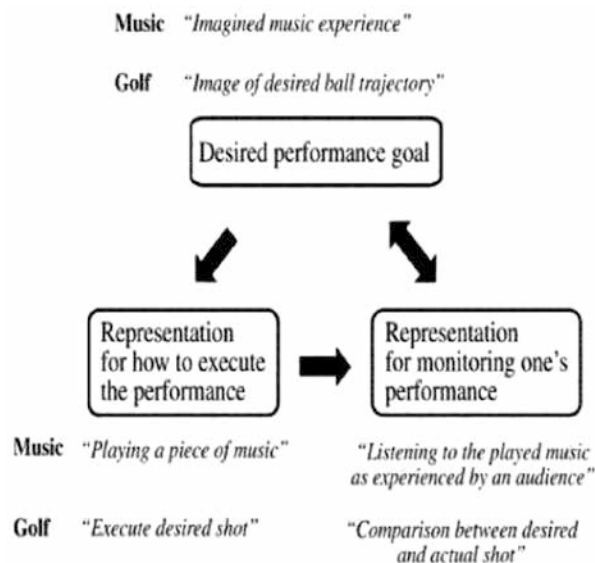 Music "Imagined music experience"
Golf "Image of desired ball trajectory"
Desired performance goal
Representation
for how to execute
the performance
Representation
for monitoring one's
performance
Music "Playing a piece of music"
"Listening to the played music
as experienced by an audience"
Golf "Execute desired shot"
"Comparison between desired
and actual shot"